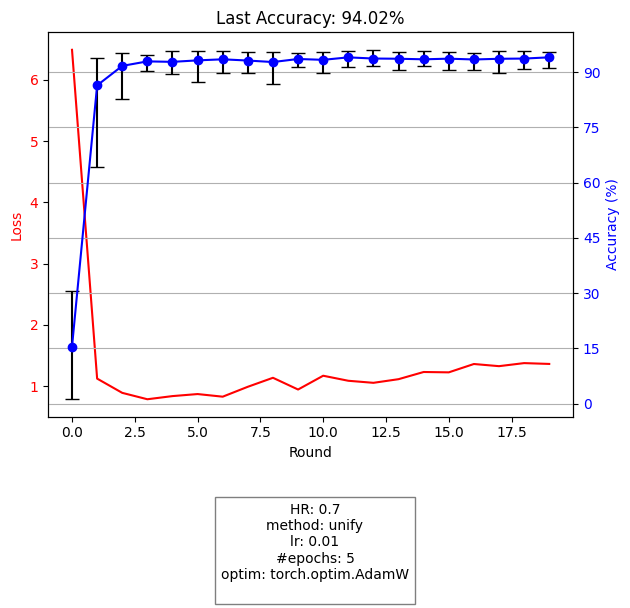 Last Accuracy: 94.02%
6
5
4
3
2
1
Loss
90
75
60
45
30
15
0
Accuracy (%)
0.0 2.5 5.0 7.5 10.0 12.5 15.0 17.5
Round
HR: 0.7
method: unify
lr: 0.01
#epochs: 5
optim: torch.optim.AdamW